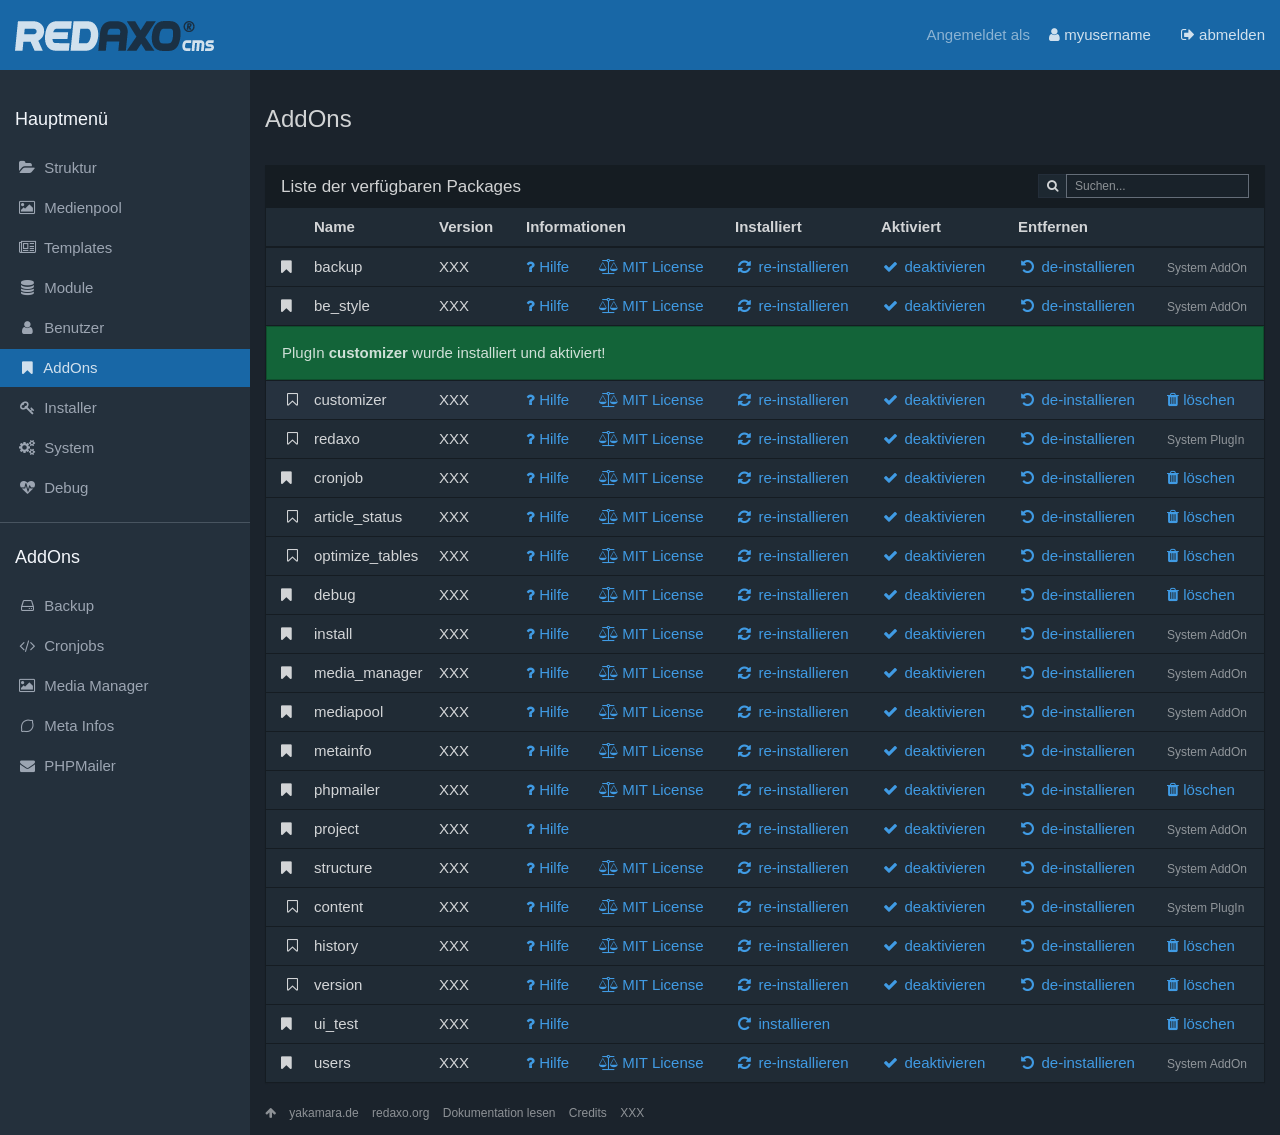 REDAXO® cms
Angemeldet als myusername abmelden
Hauptmenü
Struktur
Medienpool
Templates
Module
Benutzer
AddOns
Installer
System
Debug
AddOns
Backup
Cronjobs
Media Manager
Meta Infos
PHPMailer
AddOns
Liste der verfügbaren Packages Suchen...
Name Version Informationen Installiert Aktiviert Entfernen
backup XXX ? Hilfe MIT License re-installieren deaktivieren de-installieren System AddOn
be_style XXX ? Hilfe MIT License re-installieren deaktivieren de-installieren System AddOn
PlugIn customizer wurde installiert und aktiviert!
customizer XXX ? Hilfe MIT License re-installieren deaktivieren de-installieren löschen
redaxo XXX ? Hilfe MIT License re-installieren deaktivieren de-installieren System PlugIn
cronjob XXX ? Hilfe MIT License re-installieren deaktivieren de-installieren löschen
article_status XXX ? Hilfe MIT License re-installieren deaktivieren de-installieren löschen
optimize_tables XXX ? Hilfe MIT License re-installieren deaktivieren de-installieren löschen
debug XXX ? Hilfe MIT License re-installieren deaktivieren de-installieren löschen
install XXX ? Hilfe MIT License re-installieren deaktivieren de-installieren System AddOn
media_manager XXX ? Hilfe MIT License re-installieren deaktivieren de-installieren System AddOn
mediapool XXX ? Hilfe MIT License re-installieren deaktivieren de-installieren System AddOn
metainfo XXX ? Hilfe MIT License re-installieren deaktivieren de-installieren System AddOn
phpmailer XXX ? Hilfe MIT License re-installieren deaktivieren de-installieren löschen
project XXX ? Hilfe re-installieren deaktivieren de-installieren System AddOn
structure XXX ? Hilfe MIT License re-installieren deaktivieren de-installieren System AddOn
content XXX ? Hilfe MIT License re-installieren deaktivieren de-installieren System PlugIn
history XXX ? Hilfe MIT License re-installieren deaktivieren de-installieren löschen
version XXX ? Hilfe MIT License re-installieren deaktivieren de-installieren löschen
ui_test XXX ? Hilfe installieren löschen
users XXX ? Hilfe MIT License re-installieren deaktivieren de-installieren System AddOn
yakamara.de redaxo.org Dokumentation lesen Credits XXX